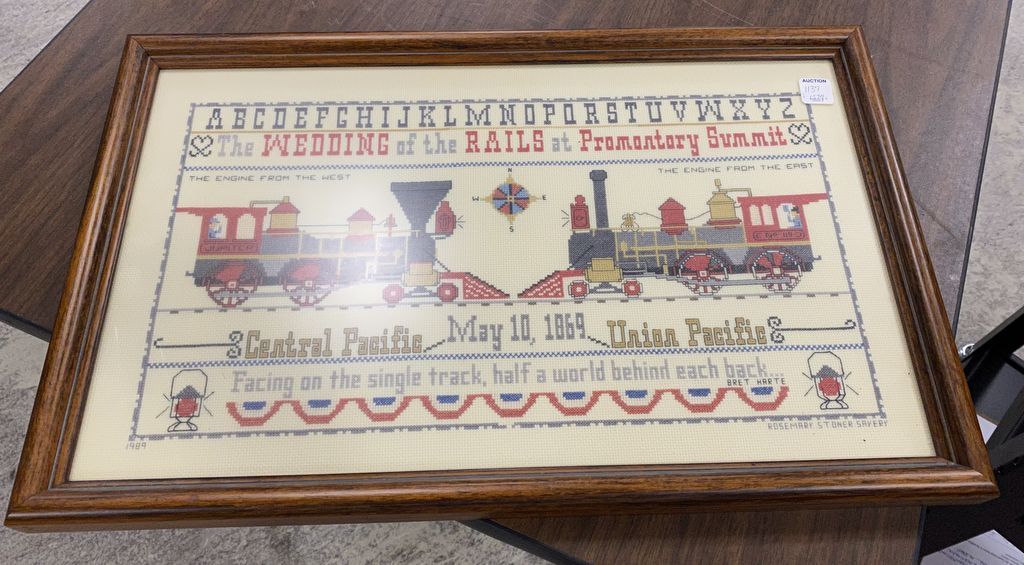 AUCTION
1137
ABCDEFGHIJKLMNOPQRSTUVWXYZ
The WEDDING of the RAILS at Promontory Summit
THE ENGINE FROM THE WEST
THE ENGINE FROM THE EAST
N
W E
S
JUPITER
Central Pacific May 10, 1869 Union Pacific
Facing on the single track, half a world behind each back...
BRET HARTE
1989
ROSEMARY STONER SAVERY